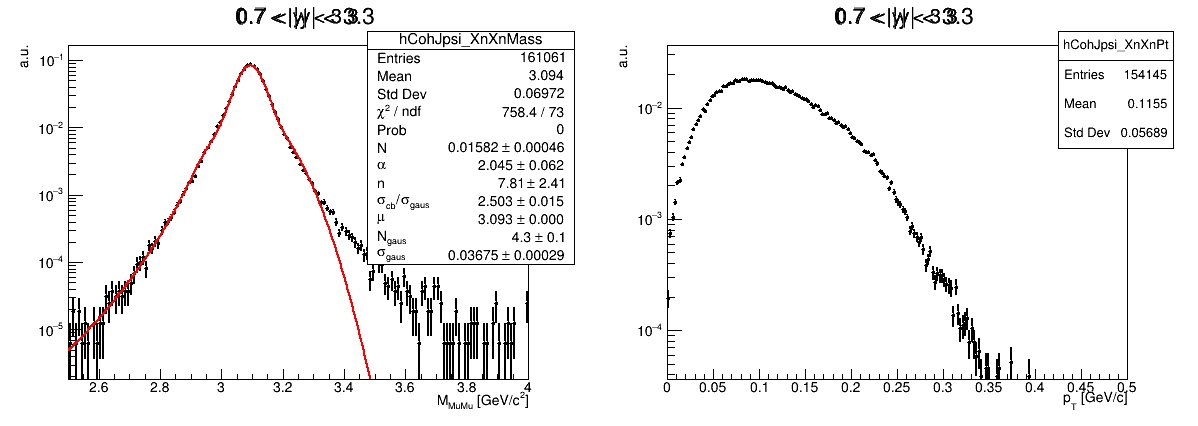 0.7 < |y| < 3.3
a.u.
hCohJpsi_XnXnMass
Entries 161061
Mean 3.094
Std Dev 0.06972
χ² / ndf 758.4 / 73
Prob 0
N 0.01582 ± 0.00046
α 2.045 ± 0.062
n 7.81 ± 2.41
σcb/σgaus 2.503 ± 0.015
μ 3.093 ± 0.000
Ngaus 4.3 ± 0.1
σgaus 0.03675 ± 0.00029
10⁻¹
10⁻²
10⁻³
10⁻⁴
10⁻⁵
2.6 2.8 3 3.2 3.4 3.6 3.8 4
MMuMu [GeV/c²]
0.7 < |y| < 3.3
a.u.
hCohJpsi_XnXnPt
Entries 154145
Mean 0.1155
Std Dev 0.05689
10⁻²
10⁻³
10⁻⁴
0 0.05 0.1 0.15 0.2 0.25 0.3 0.35 0.4 0.45 0.5
pT [GeV/c]